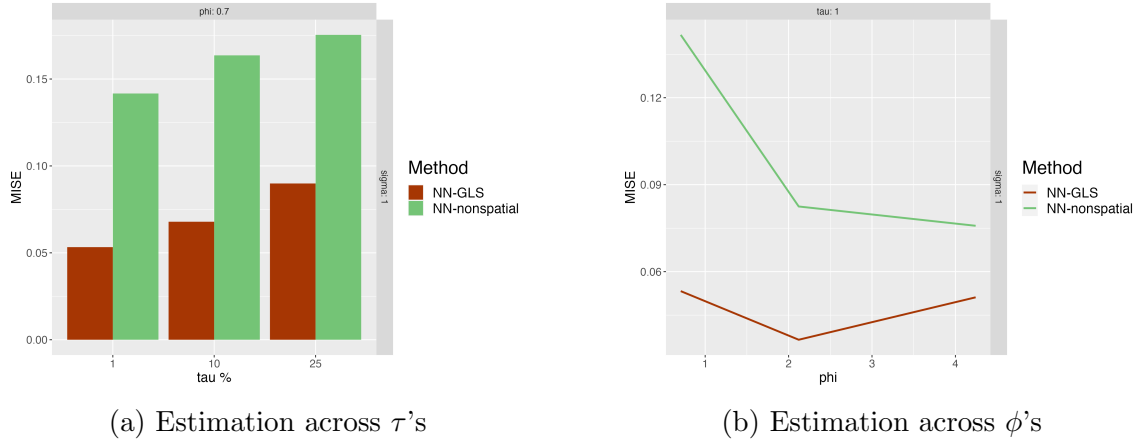 phi: 0.7
0.15
0.10
0.05
0.00
MISE
1
10
25
tau %
sigma: 1
Method
NN-GLS
NN-nonspatial
(a) Estimation across τ's
tau: 1
0.12
0.09
0.06
MISE
1
2
3
4
phi
sigma: 1
Method
NN-GLS
NN-nonspatial
(b) Estimation across ϕ's